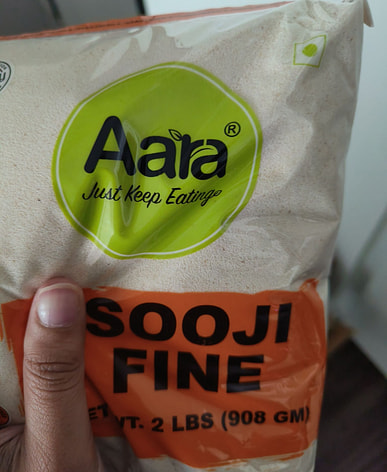 Aara®
Just Keep Eating
SOOJI
FINE
WT. 2 LBS (908 GM)